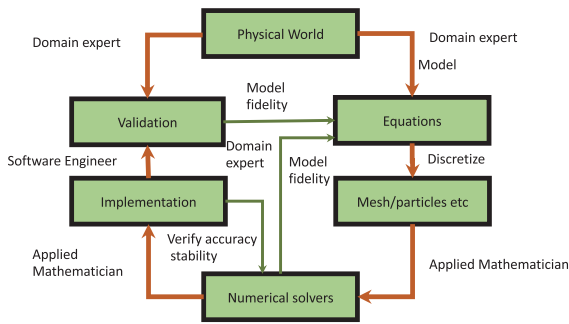 Physical World
Domain expert
Domain expert
Model
Model
fidelity
Validation
Equations
Domain
expert
Model
fidelity
Discretize
Software Engineer
Implementation
Mesh/particles etc
Verify accuracy
stability
Applied
Mathematician
Applied Mathematician
Numerical solvers